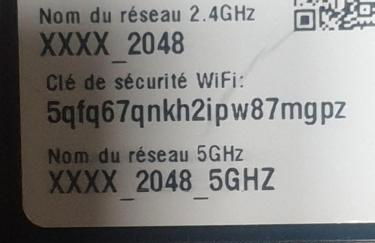 Nom du réseau 2.4GHz
XXXX_2048
Clé de sécurité WiFi:
5qfq67qnkh2ipw87mgpz
Nom du réseau 5GHz
XXXX_2048_5GHZ